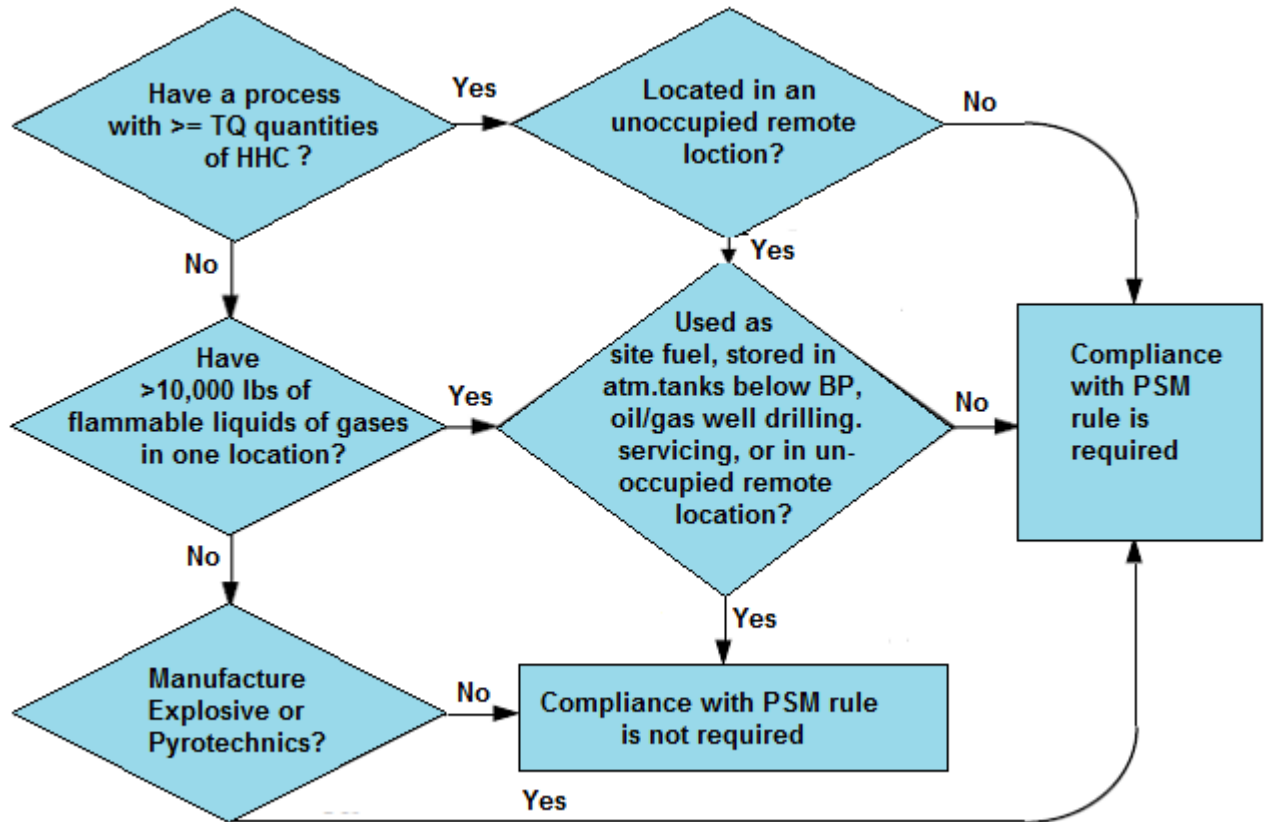 Have a process
with >= TQ quantities
of HHC ?
Yes
Located in an
unoccupied remote
loction?
No
No
Yes
Have
>10,000 lbs of
flammable liquids of gases
in one location?
Yes
Used as
site fuel, stored in
atm.tanks below BP,
oil/gas well drilling.
servicing, or in un-
occupied remote
location?
No
Compliance
with PSM
rule is
required
No
Yes
Manufacture
Explosive or
Pyrotechnics?
No
Compliance with PSM rule
is not required
Yes